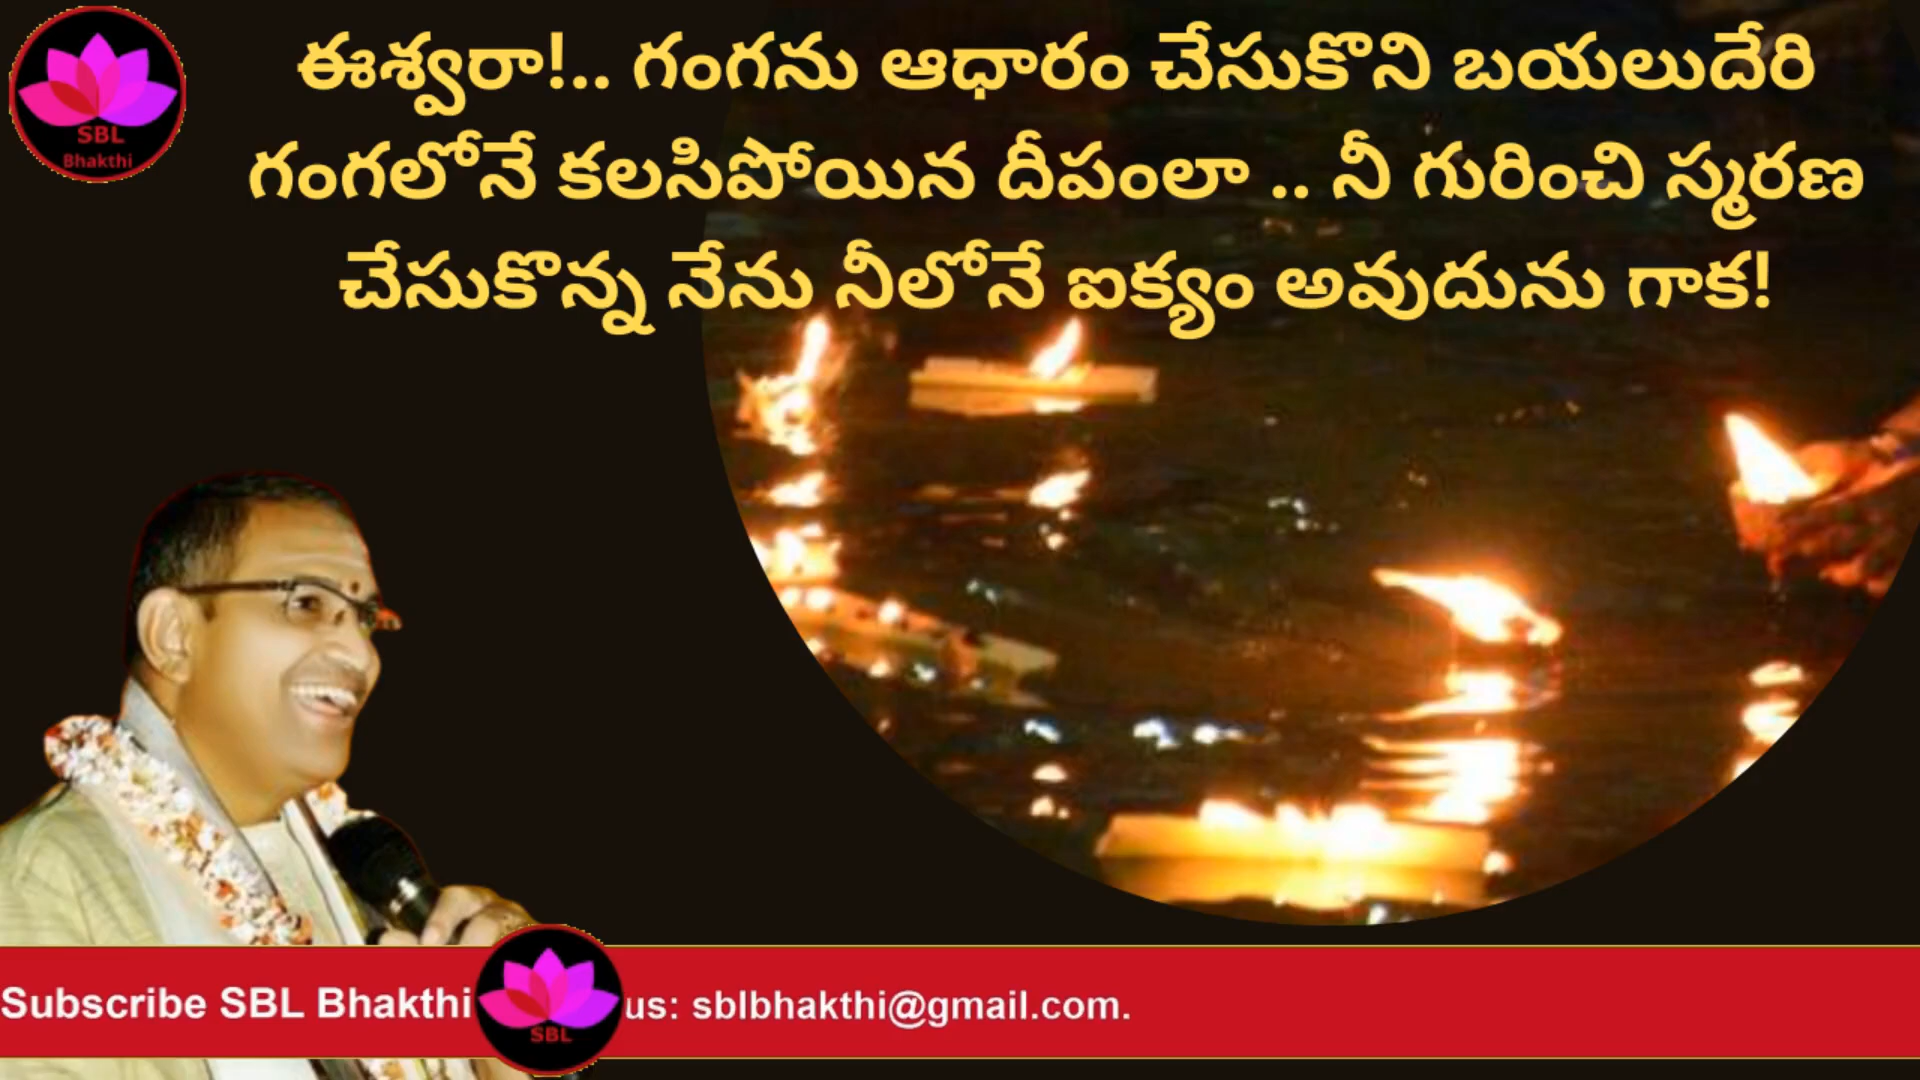 ఈశ్వరా!.. గంగను ఆధారం చేసుకొని బయలుదేరి
గంగలోనే కలసిపోయిన దీపంలా .. నీ గురించి స్మరణ
చేసుకొన్న నేను నీలోనే ఐక్యం అవుదును గాక!
SBL
Bhakthi
Subscribe SBL Bhakthi
us: sblbhakthi@gmail.com.
SBL